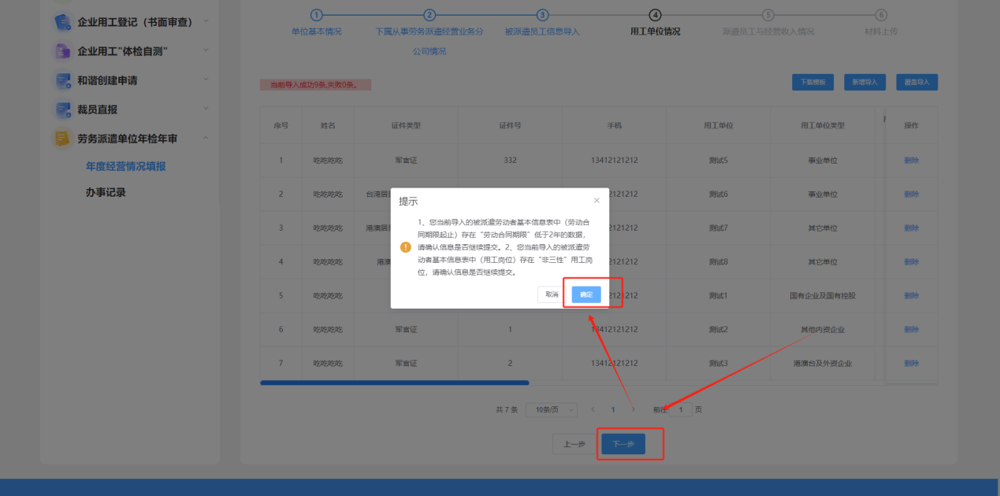 企业用工登记（书面审查）
企业用工"体检自测"
和谐创建申请
裁员直报
劳务派遣单位年检年审
年度经营情况填报
办事记录
1 2 3 4 5 6
单位基本情况 下属从事劳务派遣经营业务分 被派遣员工信息导入 用工单位情况 派遣员工与经营收入情况 材料上传
公司情况
当前导入成功9条,失败0条。 下载模板 新增导入 覆盖导入
序号 姓名 证件类型 证件号 手机 用工单位 用工单位类型 操作
1 吃吃吃吃 军官证 332 13412121212 测试5 事业单位 删除
2 吃吃吃吃 台湾居 2121212 测试6 事业单位 删除
3 吃吃吃吃 港澳居 2121212 测试7 其它单位 删除
4 吃吃吃吃 港澳 2121212 测试8 其它单位 删除
5 吃吃吃吃 2121212 测试1 国有企业及国有控股 删除
6 吃吃吃吃 军官证 1 13412121212 测试2 其他内资企业 删除
7 吃吃吃吃 军官证 2 13412121212 测试3 港澳台及外资企业 删除
提示
1、您当前导入的被派遣劳动者基本信息表中（劳动合
同期限起止）存在“劳动合同期限”低于2年的数据，
请确认信息是否继续提交。2、您当前导入的被派遣劳
动者基本信息表中（用工岗位）存在“非三性”用工岗
位，请确认信息是否继续提交。
取消 确定
共 7 条 10条/页 1 前往 1 页
上一步 下一步